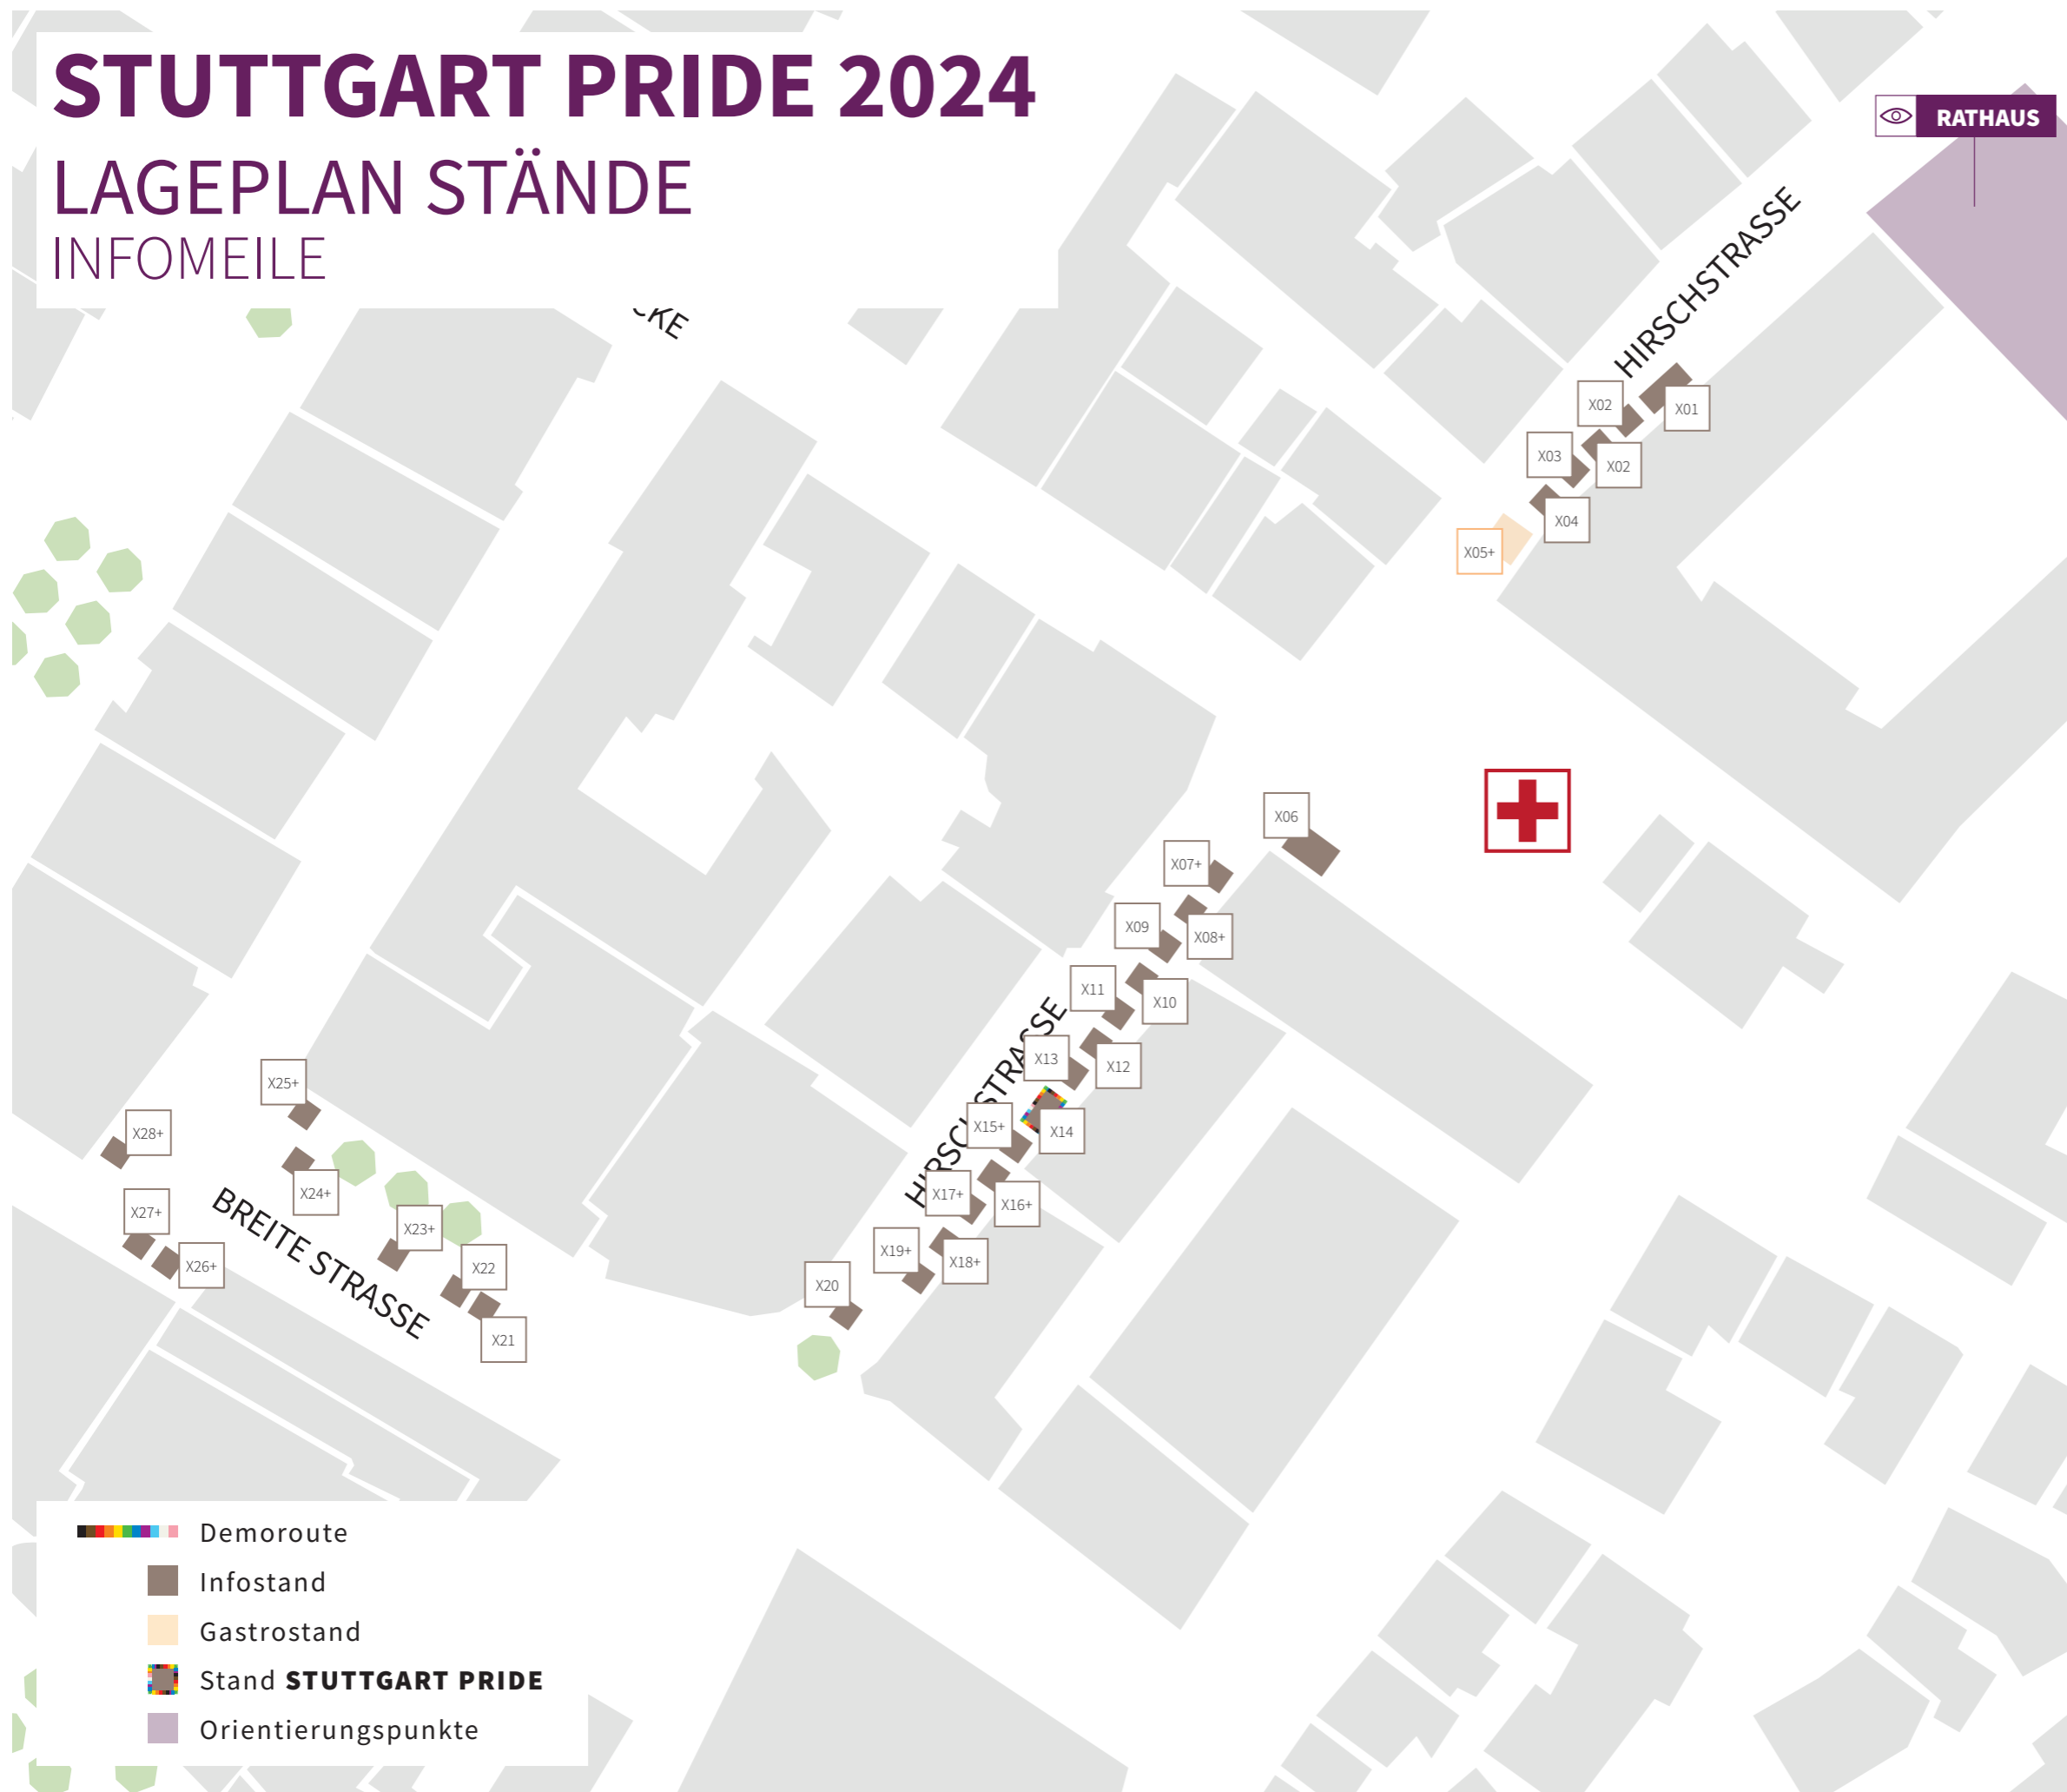 STUTTGART PRIDE 2024
LAGEPLAN STÄNDE
INFOMEILE
RATHAUS
HIRSCHSTRASSE
X02
X01
X03
X02
X04
X05+
X06
X07+
X09
X08+
X11
X10
HIRSCHSTRASSE
X13
X12
X15+
X14
X17+
X16+
X19+
X18+
X20
X25+
X28+
X24+
X27+
X23+
X26+
X22
BREITE STRASSE
X21
Demoroute
Infostand
Gastrostand
Stand STUTTGART PRIDE
Orientierungspunkte